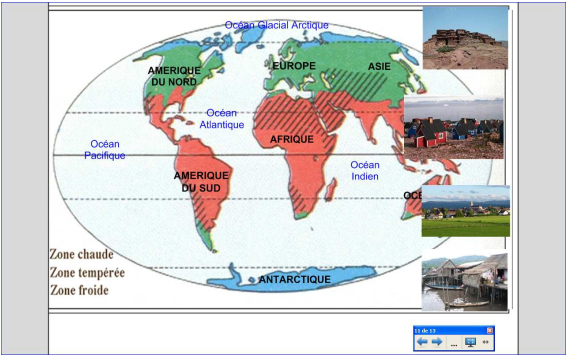 Océan Glacial Arctique
AMERIQUE
DU NORD
EUROPE
ASIE
Océan
Atlantique
AFRIQUE
Océan
Pacifique
Océan
Indien
AMERIQUE
DU SUD
OCÉ
Zone chaude
Zone tempérée
Zone froide
ANTARCTIQUE
11 de 13
...